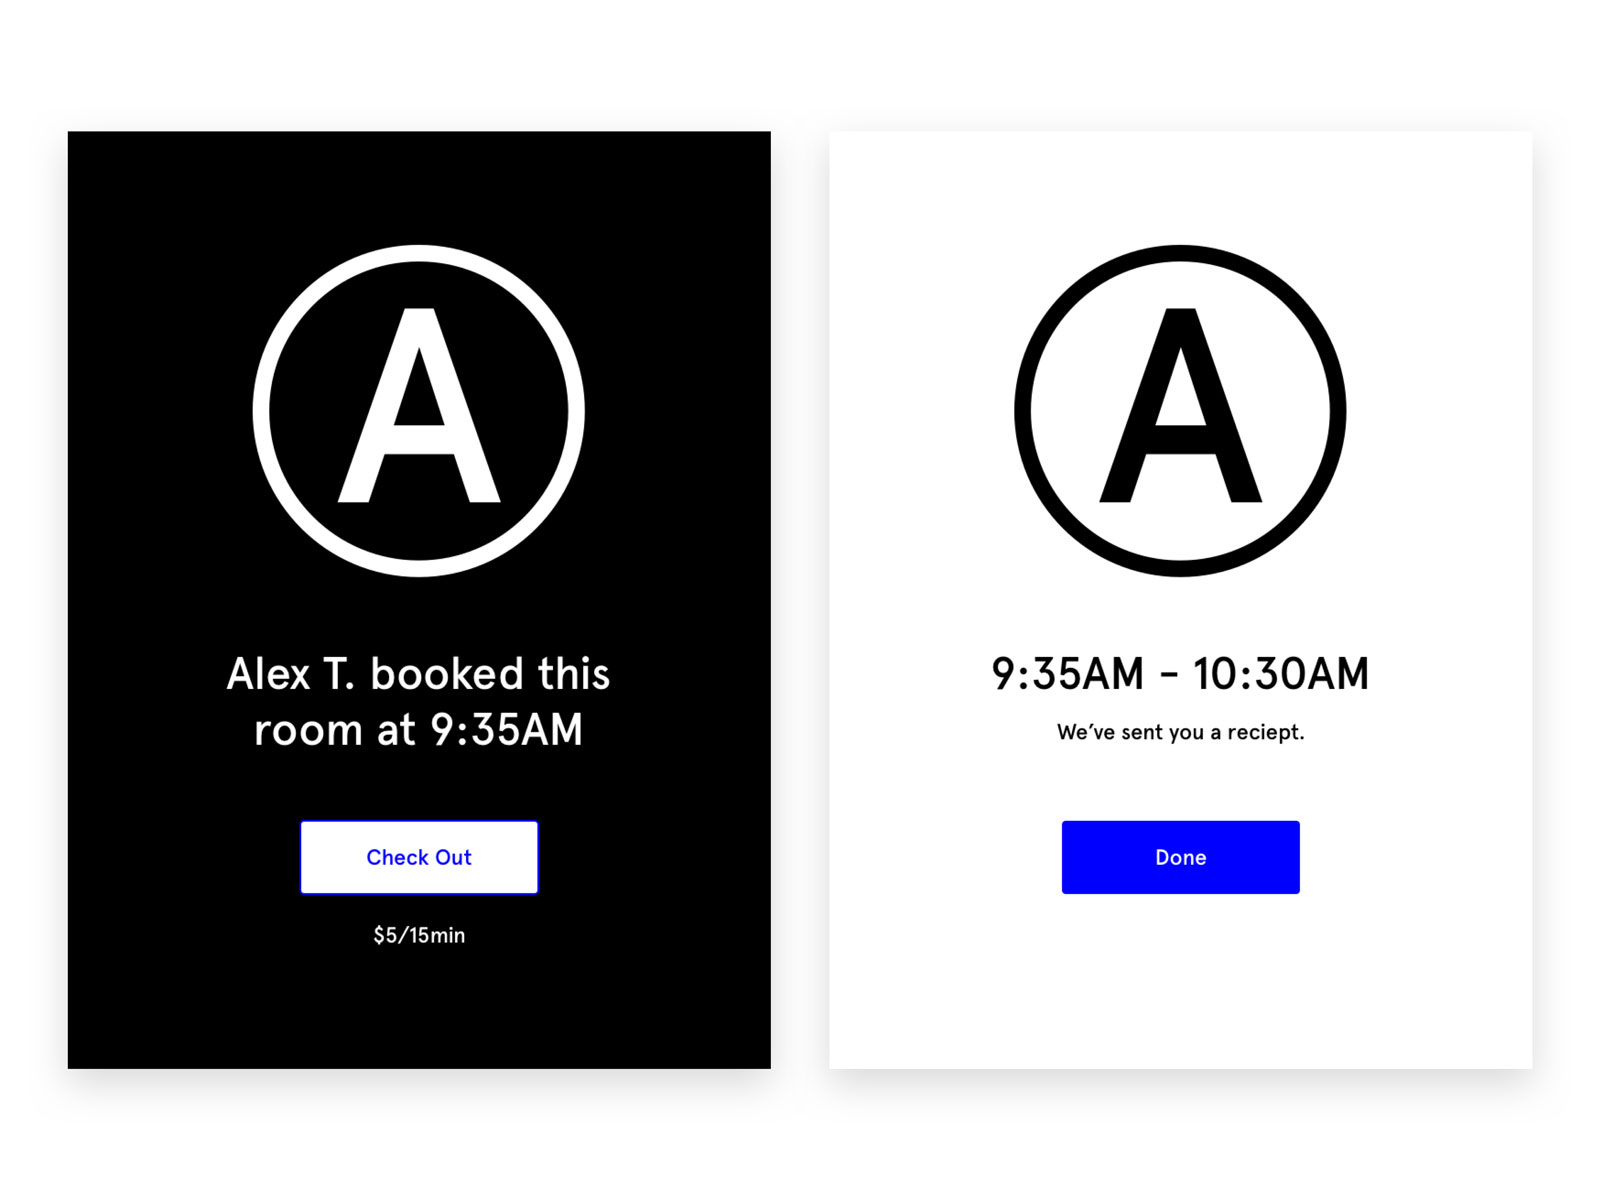 A
Alex T. booked this
room at 9:35AM
Check Out
$5/15min
A
9:35AM - 10:30AM
We’ve sent you a reciept.
Done